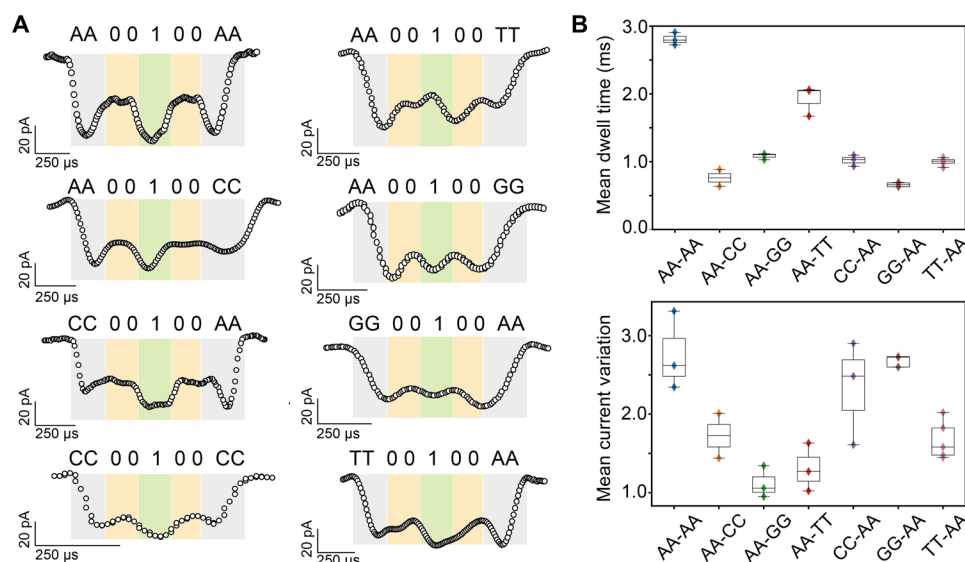 A
AA 0 0 1 0 0 AA
20 pA
250 µs
AA 0 0 1 0 0 TT
20 pA
250 µs
AA 0 0 1 0 0 CC
20 pA
250 µs
AA 0 0 1 0 0 GG
20 pA
250 µs
CC 0 0 1 0 0 AA
20 pA
250 µs
GG 0 0 1 0 0 AA
20 pA
250 µs
CC 0 0 1 0 0 CC
20 pA
250 µs
TT 0 0 1 0 0 AA
20 pA
250 µs
B
Mean dwell time (ms)
3.0
2.0
1.0
0.0
AA-AA
AA-CC
AA-GG
AA-TT
CC-AA
GG-AA
TT-AA
Mean current variation
3.0
2.0
1.0
AA-AA
AA-CC
AA-GG
AA-TT
CC-AA
GG-AA
TT-AA